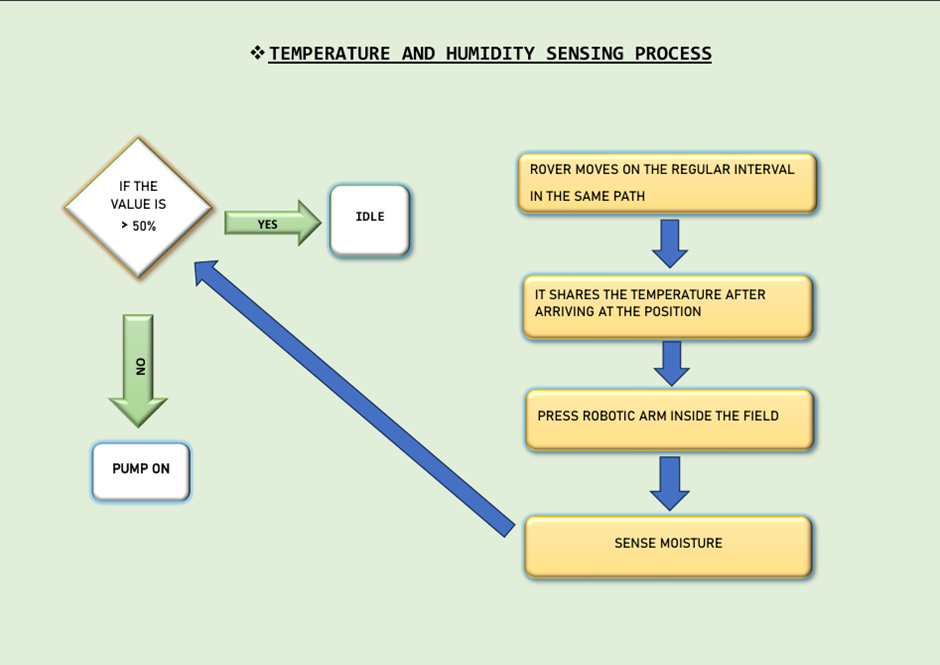 ❖TEMPERATURE AND HUMIDITY SENSING PROCESS
ROVER MOVES ON THE REGULAR INTERVAL
IN THE SAME PATH
IT SHARES THE TEMPERATURE AFTER
ARRIVING AT THE POSITION
PRESS ROBOTIC ARM INSIDE THE FIELD
SENSE MOISTURE
IF THE
VALUE IS
> 50%
YES
IDLE
NO
PUMP ON